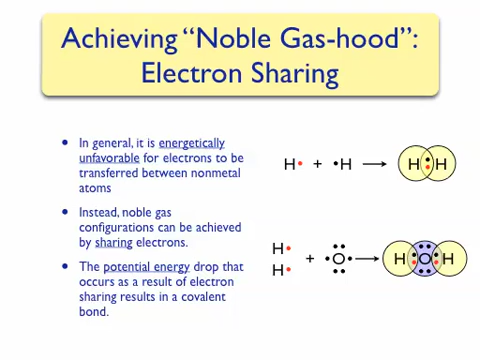 Achieving “Noble Gas-hood”:
Electron Sharing
• In general, it is energetically
unfavorable for electrons to be
transferred between nonmetal
atoms
• Instead, noble gas
configurations can be achieved
by sharing electrons.
• The potential energy drop that
occurs as a result of electron
sharing results in a covalent
bond.
H• + •H → H:H
H•
H•
+ •O• → H:O:H